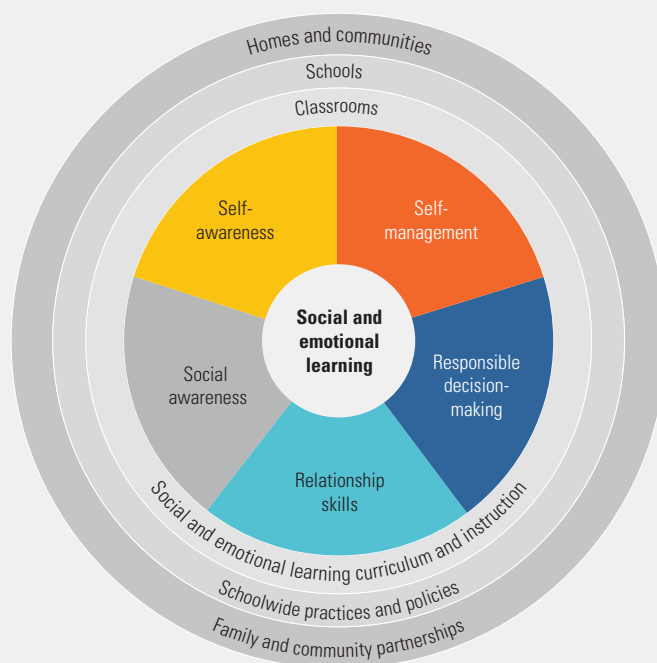 Homes and communities
Schools
Classrooms
Self-
awareness
Self-
management
Social and
emotional
learning
Social
awareness
Responsible
decision-
making
Relationship
skills
Social and emotional learning curriculum and instruction
Schoolwide practices and policies
Family and community partnerships